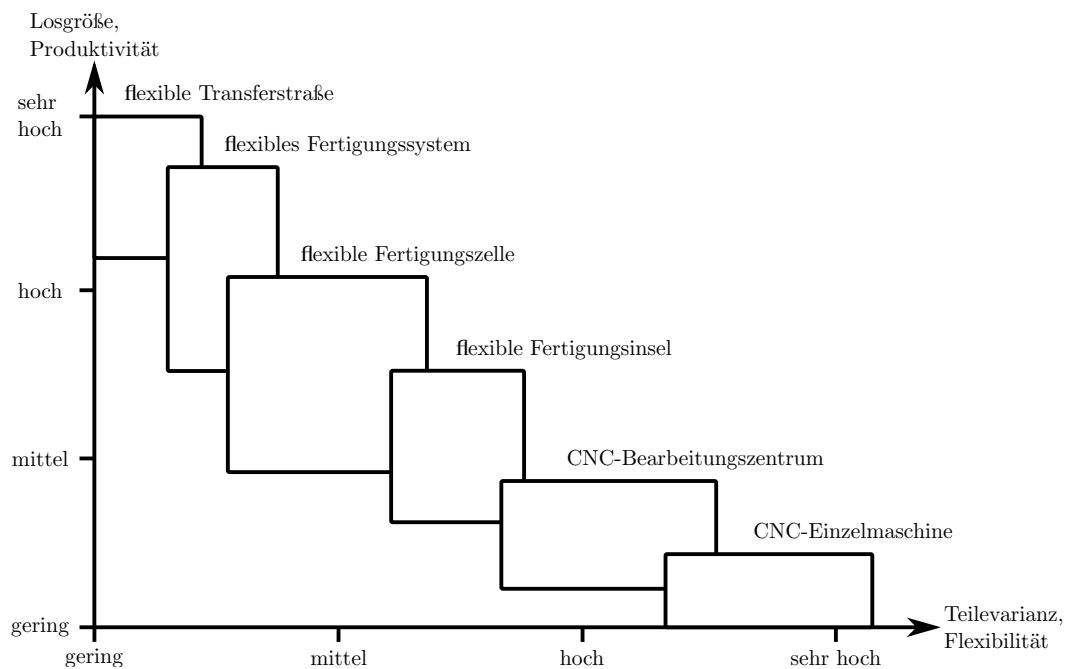 Losgröße,
Produktivität
sehr
hoch
flexible Transferstraße
flexibles Fertigungssystem
flexible Fertigungszelle
hoch
flexible Fertigungsinsel
mittel
CNC-Bearbeitungszentrum
CNC-Einzelmaschine
gering
Teilevarianz,
Flexibilität
gering
mittel
hoch
sehr hoch